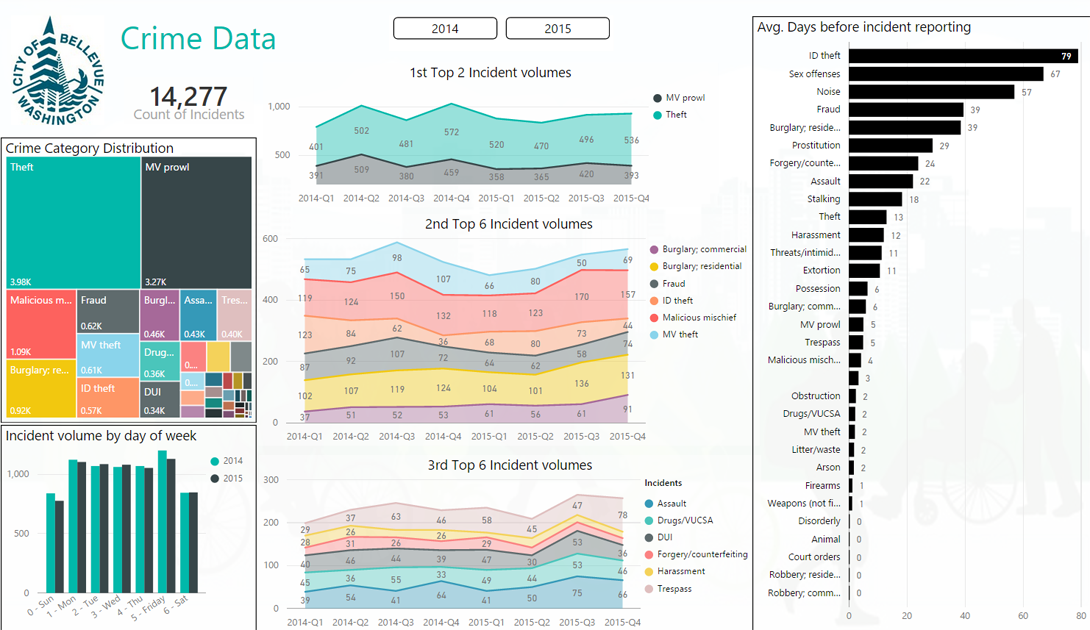 CITY OF BELLEVUE
WASHINGTON
Crime Data
14,277
Count of Incidents
2014
2015
Crime Category Distribution
Theft
3.98K
MV prowl
3.27K
Malicious m...
1.09K
Burglary; re...
0.92K
Fraud
0.62K
MV theft
0.61K
ID theft
0.57K
Burgl...
0.46K
Assa...
0.43K
Tres...
0.40K
Drug...
0.36K
DUI
0.34K
0....
0....
Incident volume by day of week
1,000
500
0
0 - Sun
1 - Mon
2 - Tue
3 - Wed
4 - Thu
5 - Friday
6 - Sat
2014
2015
1st Top 2 Incident volumes
1,000
500
401 502 481 572 520 470 496 536
391 509 380 459 358 365 420 393
2014-Q1 2014-Q2 2014-Q3 2014-Q4 2015-Q1 2015-Q2 2015-Q3 2015-Q4
MV prowl
Theft
2nd Top 6 Incident volumes
600
400
200
0
65 75 98 107 66 80 50 69
119 124 150 132 118 123 170 157
123 84 62 36 68 80 73 44
87 92 107 72 64 62 58 74
102 107 119 124 104 101 136 131
37 51 52 53 61 56 61 91
2014-Q1 2014-Q2 2014-Q3 2014-Q4 2015-Q1 2015-Q2 2015-Q3 2015-Q4
Burglary; commercial
Burglary; residential
Fraud
ID theft
Malicious mischief
MV theft
3rd Top 6 Incident volumes
300
200
100
0
29 37 63 46 58 45 47 78
28 26 26
31 26 29
40 46 44 39 47 30 53 36
45 36 55 33 49 44 53 46
39 54 41 64 41 50 75 66
2014-Q1 2014-Q2 2014-Q3 2014-Q4 2015-Q1 2015-Q2 2015-Q3 2015-Q4
Incidents
Assault
Drugs/VUCSA
DUI
Forgery/counterfeiting
Harassment
Trespass
Avg. Days before incident reporting
ID theft 79
Sex offenses 67
Noise 57
Fraud 39
Burglary; reside... 39
Prostitution 29
Forgery/counte... 24
Assault 22
Stalking 18
Theft 13
Harassment 12
Threats/intimid... 11
Extortion 11
Possession 6
Burglary; comm... 6
MV prowl 5
Trespass 5
Malicious misch... 4
3
Obstruction 2
Drugs/VUCSA 2
MV theft 2
Litter/waste 2
Arson 2
Firearms 1
Weapons (not fi... 1
Disorderly 0
Animal 0
Court orders 0
Robbery; reside... 0
Robbery; comm... 0
0 20 40 60 80